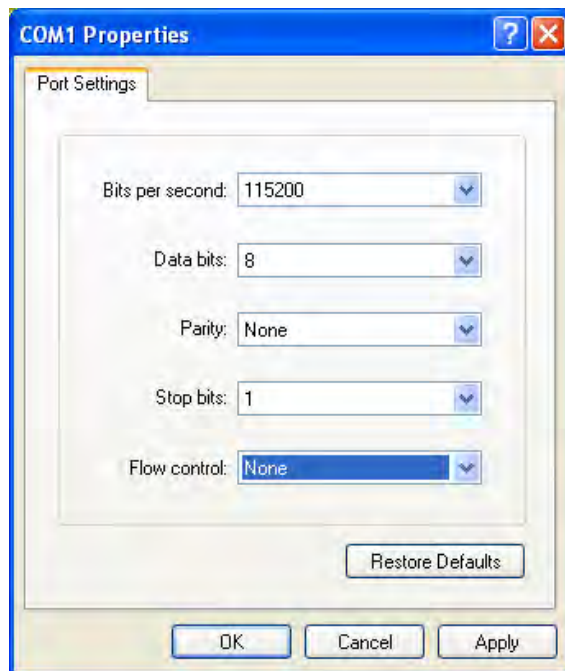 COM1 Properties
Port Settings
Bits per second: 115200
Data bits: 8
Parity: None
Stop bits: 1
Flow control: None
Restore Defaults
OK Cancel Apply